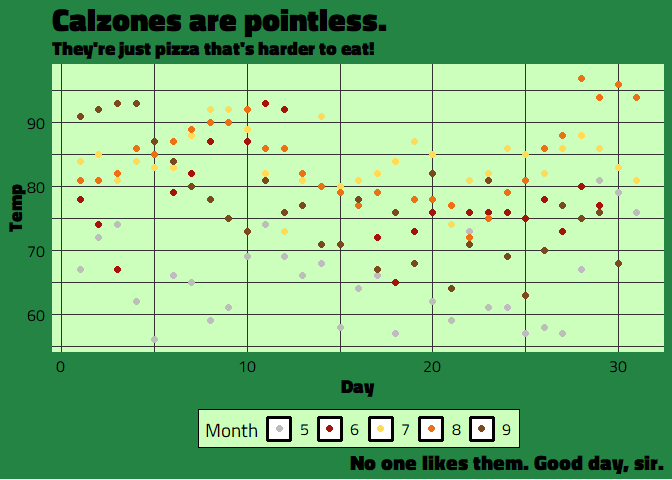 Calzones are pointless.
They're just pizza that's harder to eat!
Temp
90
80
70
60
0 10 20 30
Day
Month 5 6 7 8 9
No one likes them. Good day, sir.